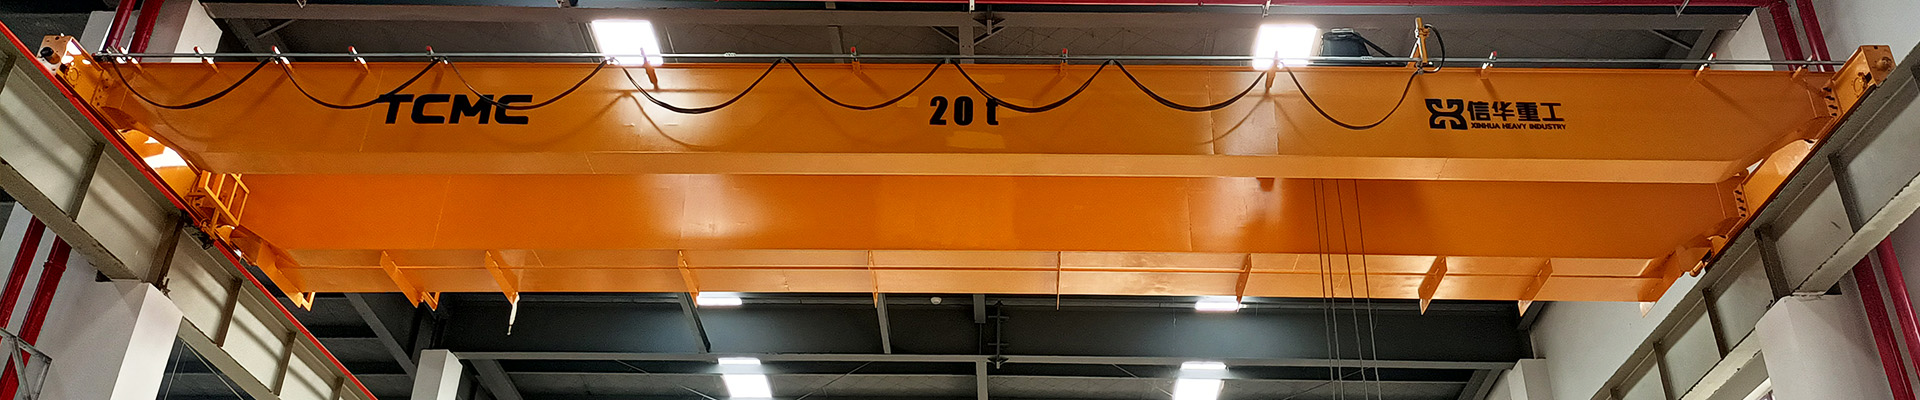 TCMC
20 t
信华重工
XINHUA HEAVY INDUSTRY